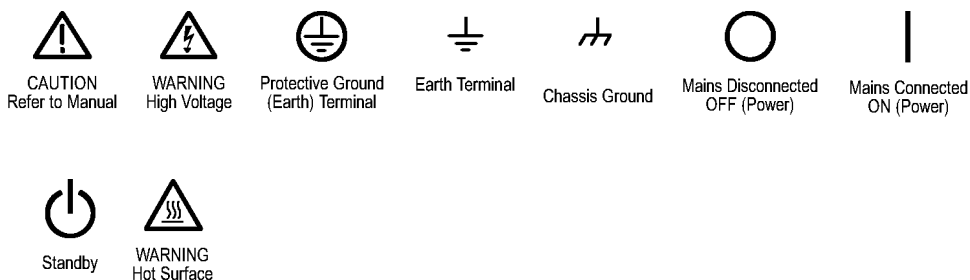 CAUTION
Refer to Manual
WARNING
High Voltage
Protective Ground
(Earth) Terminal
Earth Terminal
Chassis Ground
Mains Disconnected
OFF (Power)
Mains Connected
ON (Power)
Standby
WARNING
Hot Surface